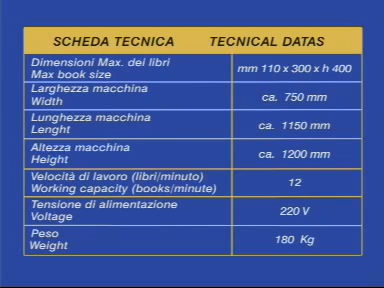 SCHEDA TECNICA TECNICAL DATAS
Dimensioni Max. dei libri
Max book size
mm 110 x 300 x h 400
Larghezza macchina
Width
ca. 750 mm
Lunghezza macchina
Lenght
ca. 1150 mm
Altezza macchina
Height
ca. 1200 mm
Velocità di lavoro (libri/minuto)
Working capacity (books/minute)
12
Tensione di alimentazione
Voltage
220 V
Peso
Weight
180 Kg